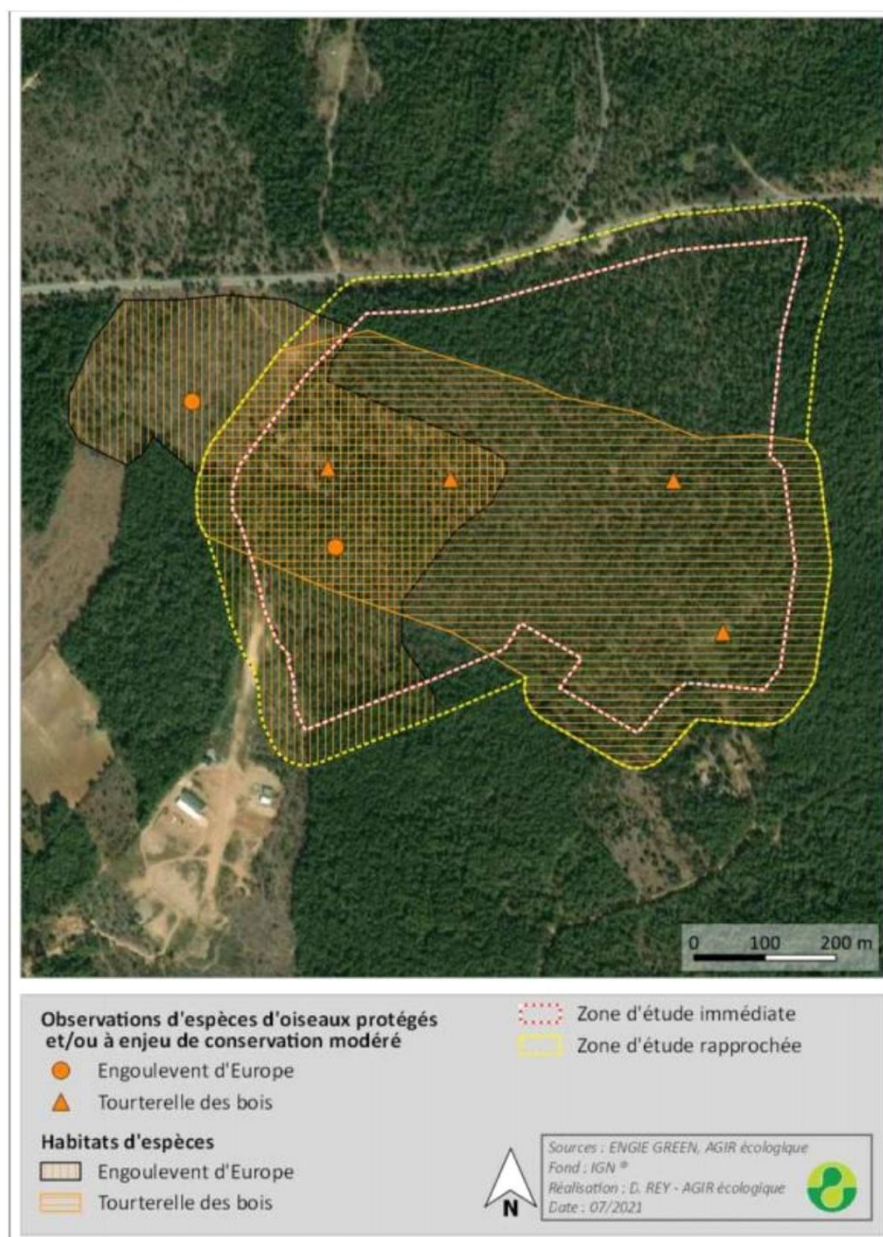 0 100 200 m
Observations d'espèces d'oiseaux protégés
et/ou à enjeu de conservation modéré
Engoulevent d'Europe
Tourterelle des bois
Habitats d'espèces
Engoulevent d'Europe
Tourterelle des bois
Zone d'étude immédiate
Zone d'étude rapprochée
N
Sources : ENGIE GREEN, AGIR écologique
Fond : IGN ®
Réalisation : D. REY - AGIR écologique
Date : 07/2021